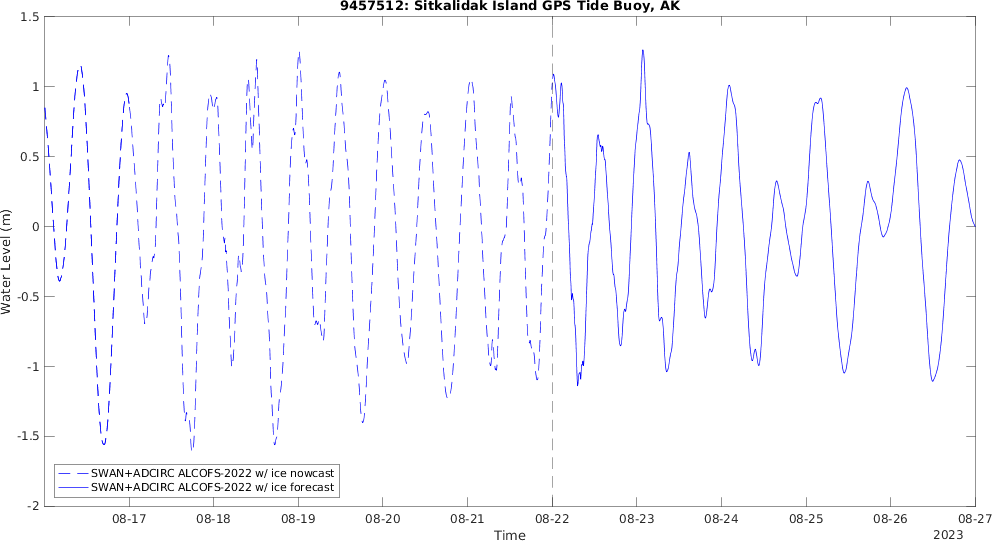 9457512: Sitkalidak Island GPS Tide Buoy, AK
1.5
1
0.5
0
-0.5
-1
-1.5
-2
Water Level (m)
SWAN+ADCIRC ALCOFS-2022 w/ ice nowcast
SWAN+ADCIRC ALCOFS-2022 w/ ice forecast
08-17 08-18 08-19 08-20 08-21 08-22 08-23 08-24 08-25 08-26 08-27
Time
2023